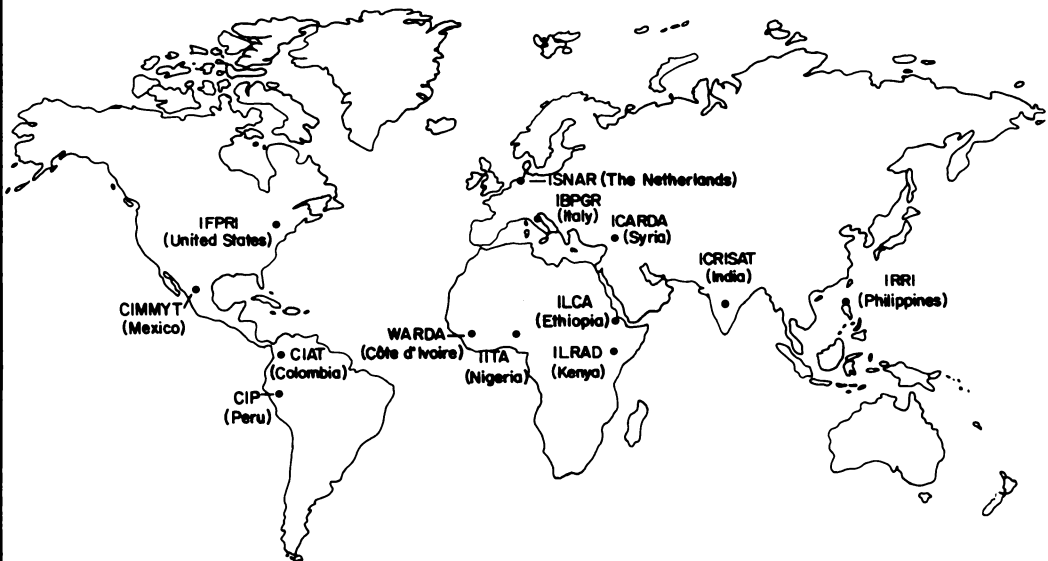 ISNAR (The Netherlands)
IBPGR
(Italy)
ICARDA
(Syria)
IFPRI
(United States)
ICRISAT
(India)
IRRI
(Philippines)
CIMMYT
(Mexico)
ILCA
(Ethiopia)
WARDA
(Côte d'Ivoire)
IITA
(Nigeria)
ILRAD
(Kenya)
CIAT
(Colombia)
CIP
(Peru)